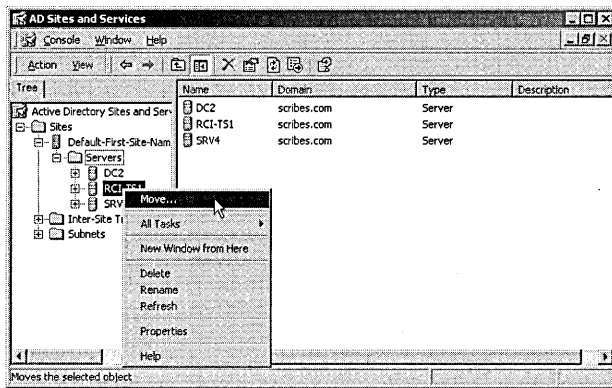 AD Sites and Services
Console Window Help
Action View
Tree
Name Domain Type Description
Active Directory Sites and Serv
Sites
Default-First-Site-Nam
Servers
DC2
RCI-TS1
SRV
Inter-Site Tr
Subnets
DC2 scribes.com Server
RCI-TS1 scribes.com Server
SRV4 scribes.com Server
Move...
All Tasks
New Window from Here
Delete
Rename
Refresh
Properties
Help
Moves the selected object